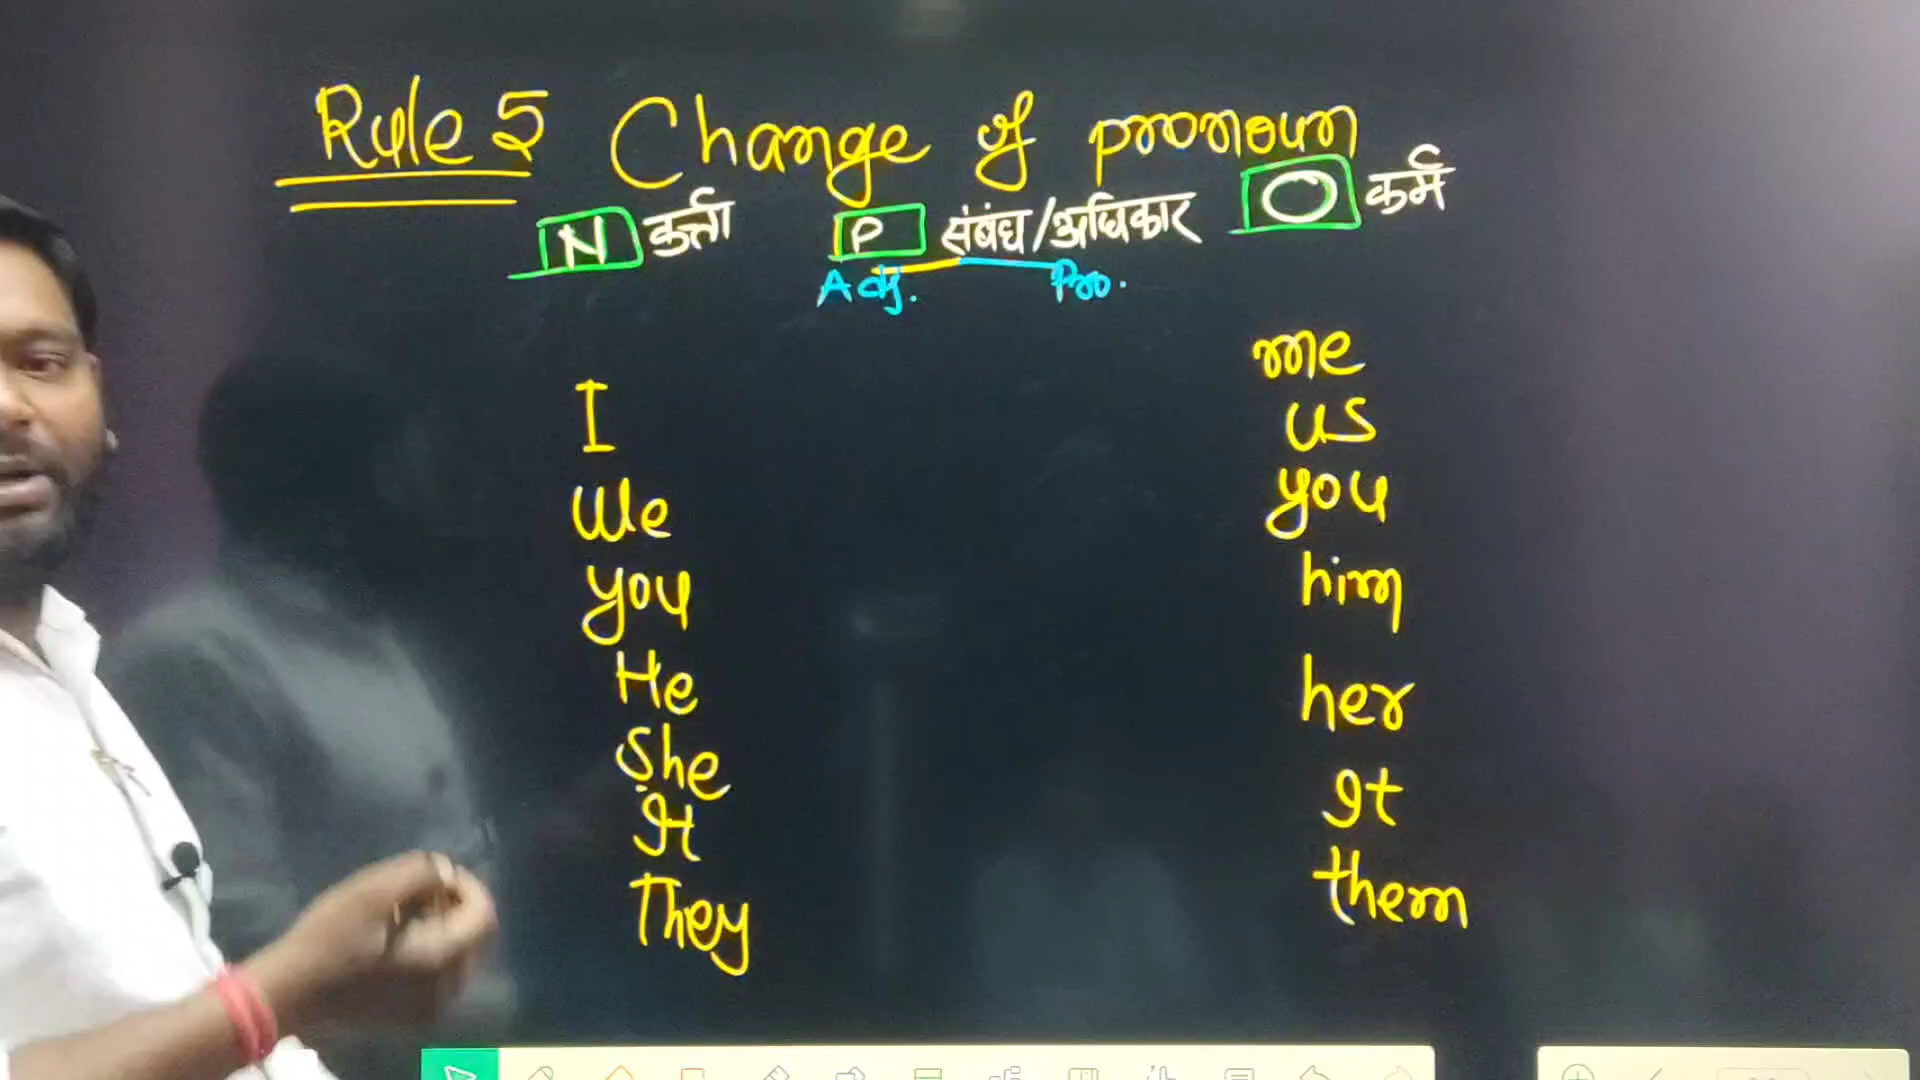 Rule 5 Change of pronoun
N कर्त्ता P संबंध/अधिकार O कर्म
Adj. Pro.
I me
We us
you you
He him
She her
It It
They them